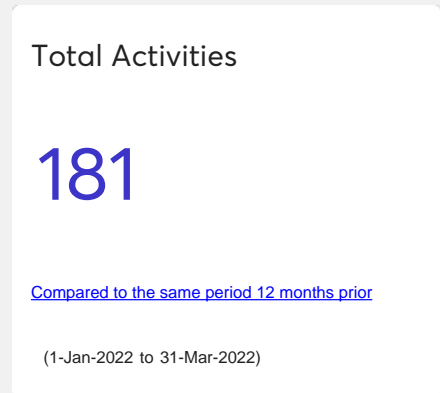 Total Activities
181
Compared to the same period 12 months prior
(1-Jan-2022 to 31-Mar-2022)